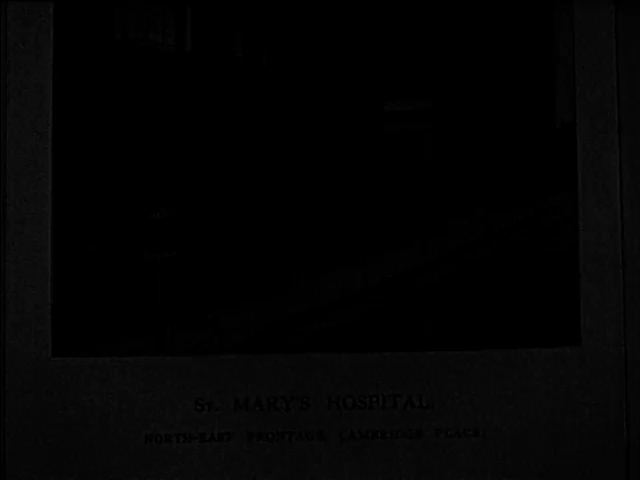 ST. MARY'S HOSPITAL.
NORTH-EAST FRONTAGE, CAMBRIDGE PLACE.